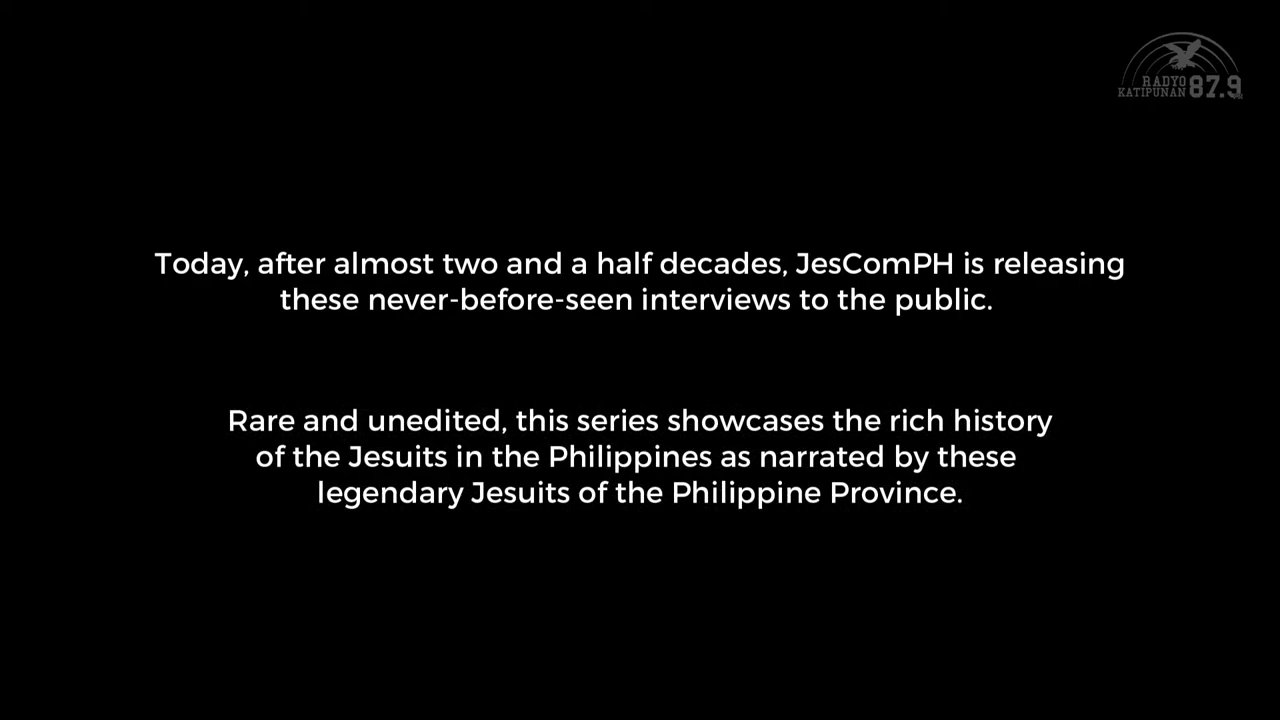 RADYO
KATIPUNAN 87.9
Today, after almost two and a half decades, JesComPH is releasing
these never-before-seen interviews to the public.
Rare and unedited, this series showcases the rich history
of the Jesuits in the Philippines as narrated by these
legendary Jesuits of the Philippine Province.